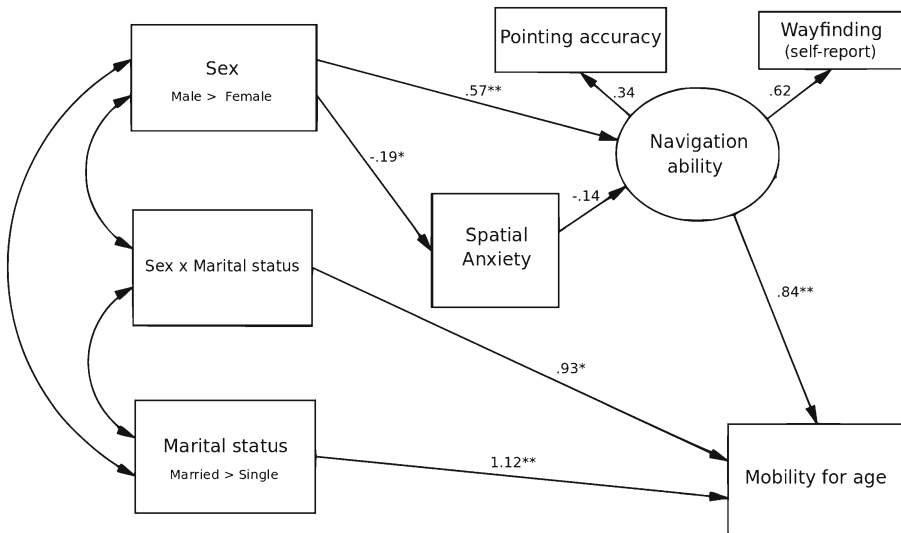 Pointing accuracy
Wayfinding
(self-report)
Sex
Male > Female
.57**
.34
.62
Navigation
ability
-.19*
-.14
Spatial
Anxiety
Sex x Marital status
.84**
.93*
Marital status
Married > Single
1.12**
Mobility for age